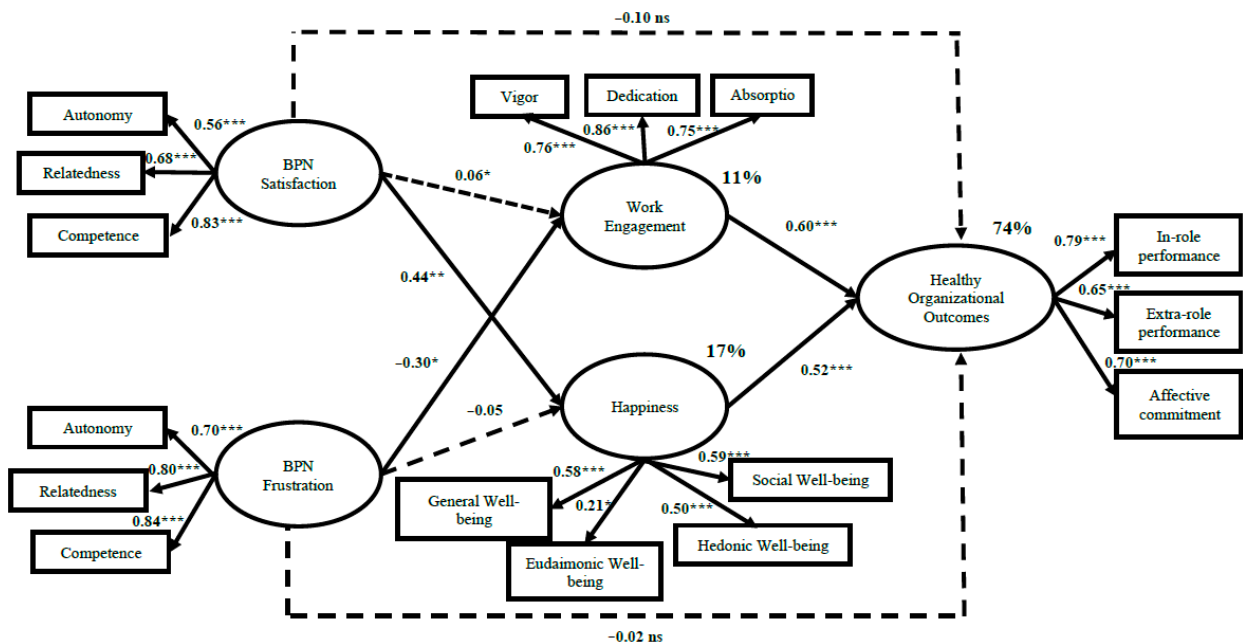 −0.10 ns
Vigor
Dedication
Absorptio
0.76***
0.86***
0.75***
Autonomy
Relatedness
Competence
0.56***
0.68***
0.83***
BPN
Satisfaction
0.06*
0.44**
Work
Engagement
11%
0.60***
74%
Healthy
Organizational
Outcomes
0.79***
0.65***
0.70***
In-role
performance
Extra-role
performance
Affective
commitment
−0.30*
−0.05
17%
Happiness
0.52***
Autonomy
Relatedness
Competence
0.70***
0.80***
0.84***
BPN
Frustration
0.58***
0.21*
0.50***
0.59***
General Well-
being
Eudaimonic Well-
being
Hedonic Well-being
Social Well-being
−0.02 ns